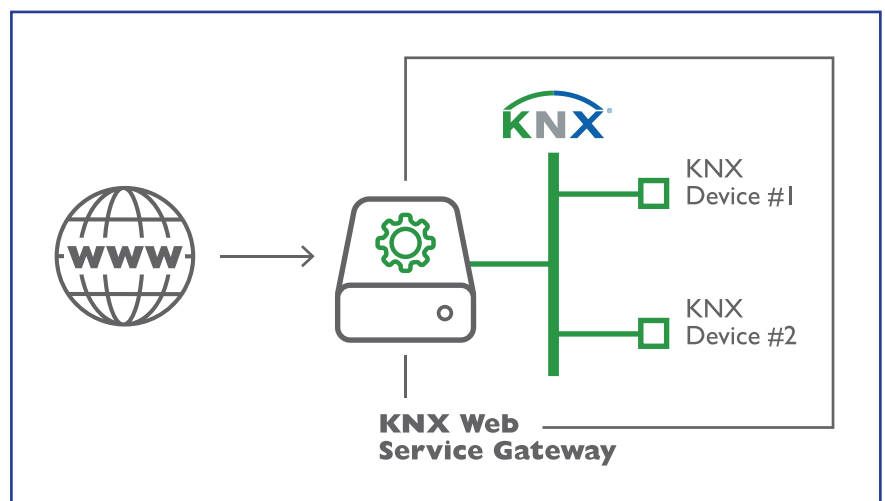 KNX®
KNX
Device #1
WWW
KNX
Device #2
KNX Web
Service Gateway